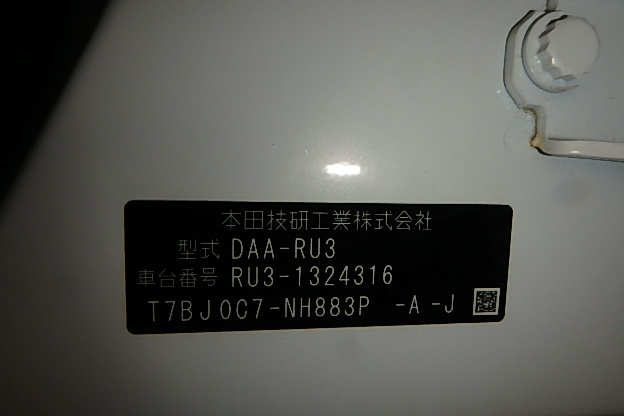 本田技研工業株式会社
型式 DAA-RU3
車台番号 RU3-1324316
T7BJ0C7-NH883P -A -J